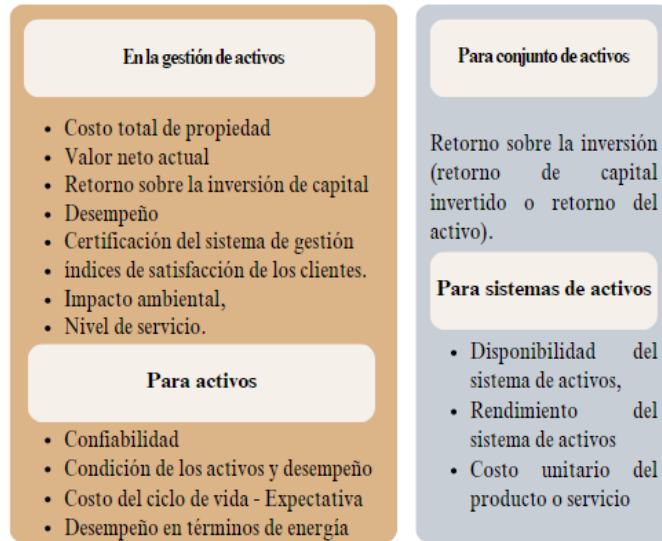 En la gestión de activos
• Costo total de propiedad
• Valor neto actual
• Retorno sobre la inversión de capital
• Desempeño
• Certificación del sistema de gestión
• índices de satisfacción de los clientes.
• Impacto ambiental,
• Nivel de servicio.
Para activos
• Confiabilidad
• Condición de los activos y desempeño
• Costo del ciclo de vida - Expectativa
• Desempeño en términos de energía
Para conjunto de activos
Retorno sobre la inversión
(retorno de capital
invertido o retorno del
activo).
Para sistemas de activos
• Disponibilidad del
sistema de activos,
• Rendimiento del
sistema de activos
• Costo unitario del
producto o servicio